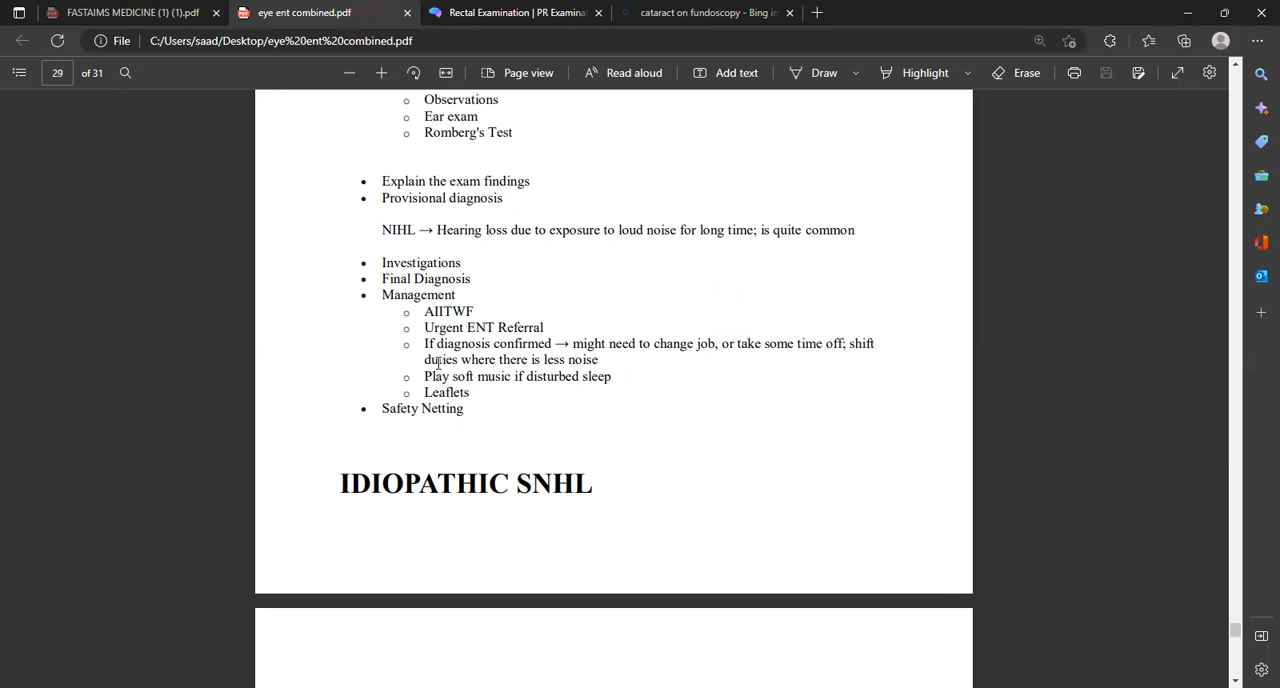 FASTAIMS MEDICINE (1) (1).pdf
eye ent combined.pdf
Rectal Examination | PR Examina
cataract on fundoscopy - Bing in
File
C:/Users/saad/Desktop/eye%20ent%20combined.pdf
29
of 31
Page view
Read aloud
Add text
Draw
Highlight
Erase
o Observations
o Ear exam
o Romberg's Test
• Explain the exam findings
• Provisional diagnosis
NIHL → Hearing loss due to exposure to loud noise for long time; is quite common
• Investigations
• Final Diagnosis
• Management
o AIITWF
o Urgent ENT Referral
o If diagnosis confirmed → might need to change job, or take some time off; shift
duties where there is less noise
o Play soft music if disturbed sleep
o Leaflets
• Safety Netting
IDIOPATHIC SNHL